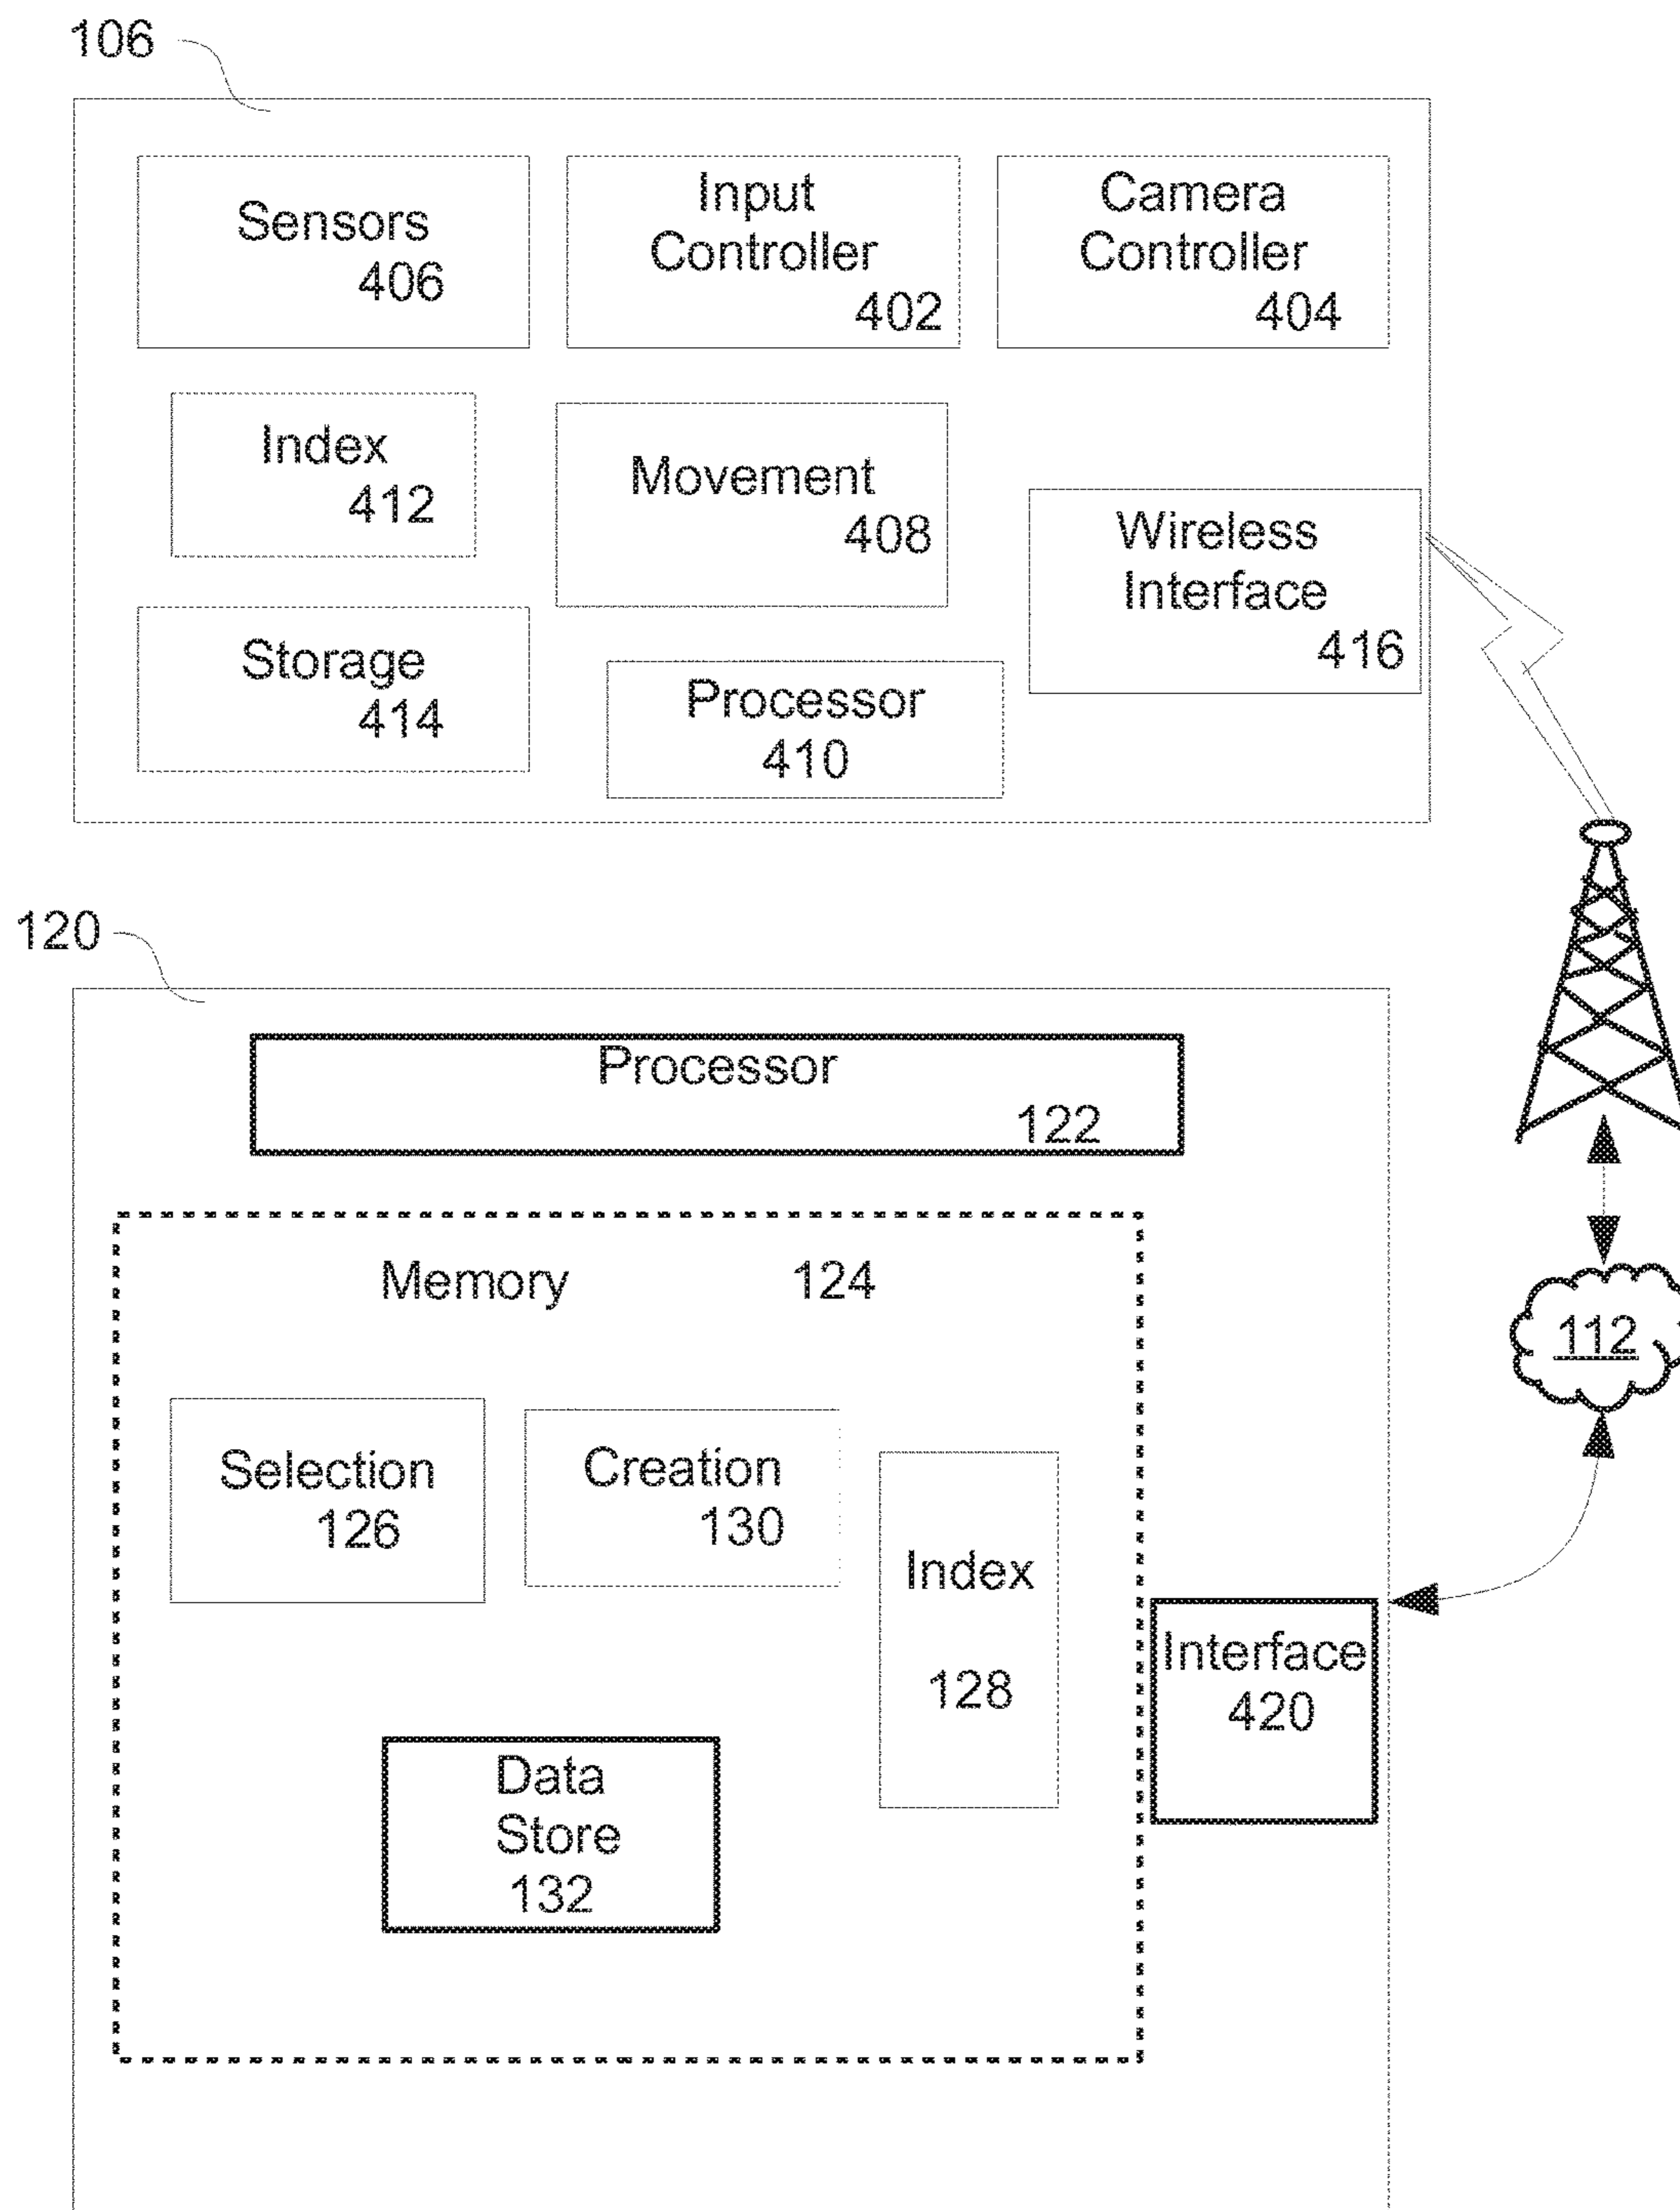 106
Sensors
406
Input
Controller
402
Camera
Controller
404
Index
412
Movement
408
Wireless
Interface
416
Storage
414
Processor
410
120
Processor
122
Memory 124
112
Selection
126
Creation
130
Index
128
Interface
420
Data
Store
132